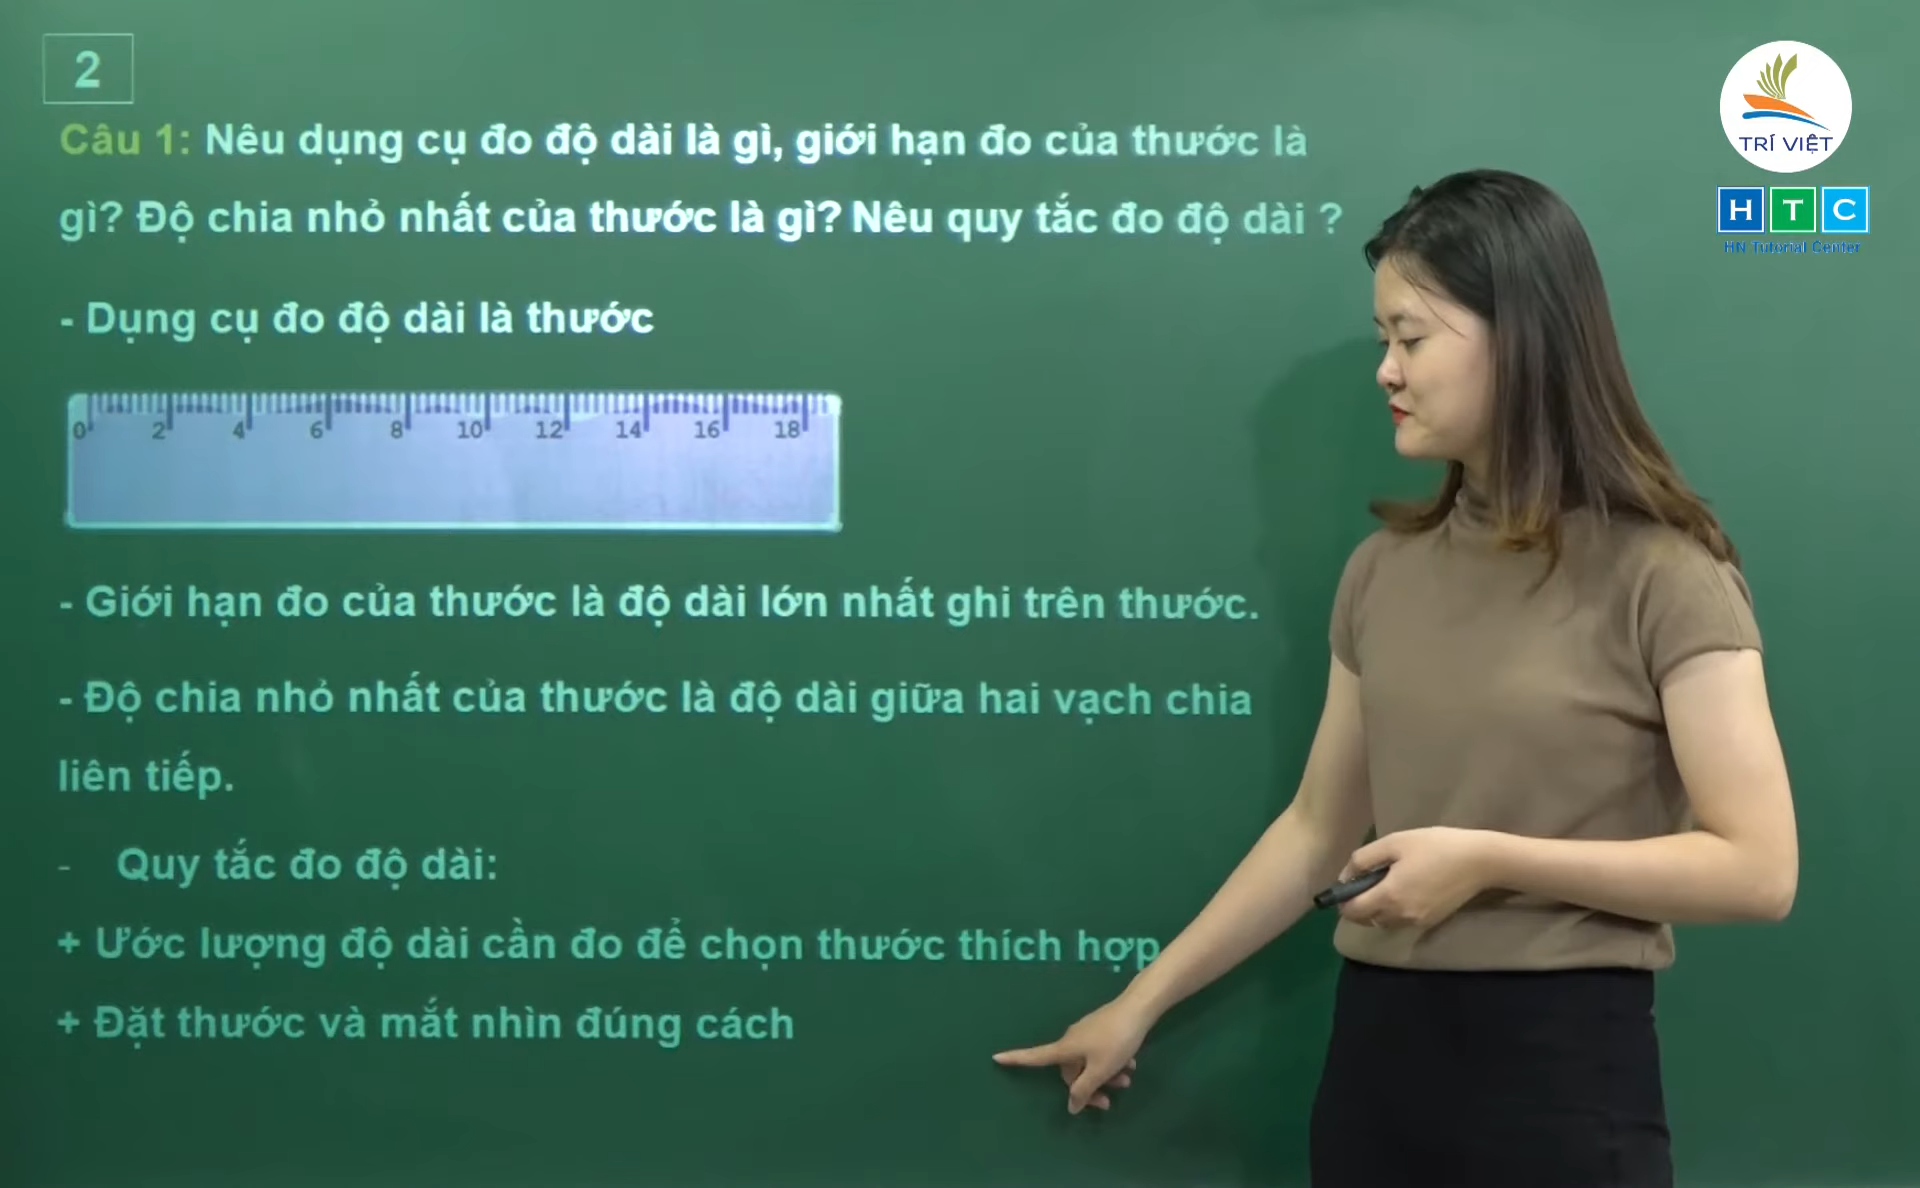 2
TRÍ VIỆT
Câu 1: Nêu dụng cụ đo độ dài là gì, giới hạn đo của thước là
gì? Độ chia nhỏ nhất của thước là gì? Nêu quy tắc đo độ dài ?
H T C
HN Tutorial Center
- Dụng cụ đo độ dài là thước
0 2 4 6 8 10 12 14 16 18
- Giới hạn đo của thước là độ dài lớn nhất ghi trên thước.
- Độ chia nhỏ nhất của thước là độ dài giữa hai vạch chia
liên tiếp.
- Quy tắc đo độ dài:
+ Ước lượng độ dài cần đo để chọn thước thích hợp
+ Đặt thước và mắt nhìn đúng cách